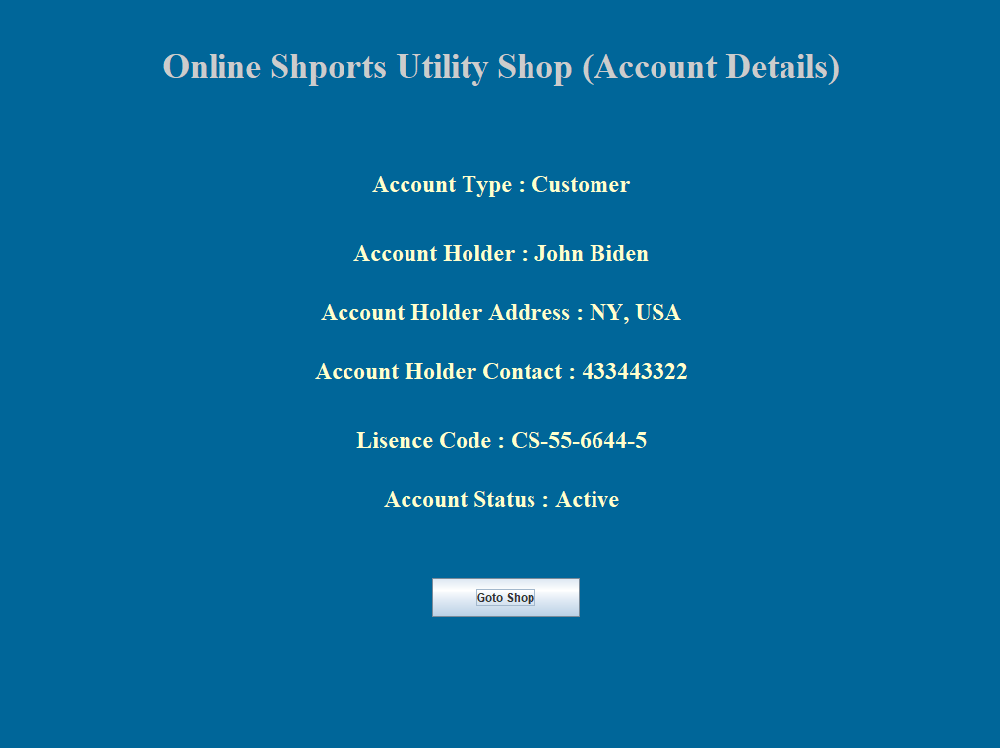 Online Shports Utility Shop (Account Details)
Account Type : Customer
Account Holder : John Biden
Account Holder Address : NY, USA
Account Holder Contact : 433443322
Lisence Code : CS-55-6644-5
Account Status : Active
Goto Shop